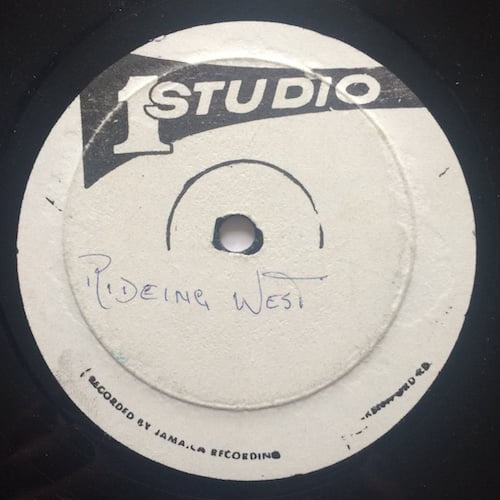 1 STUDIO
RIDEING WEST
RECORDED BY JAMAICA RECORDING